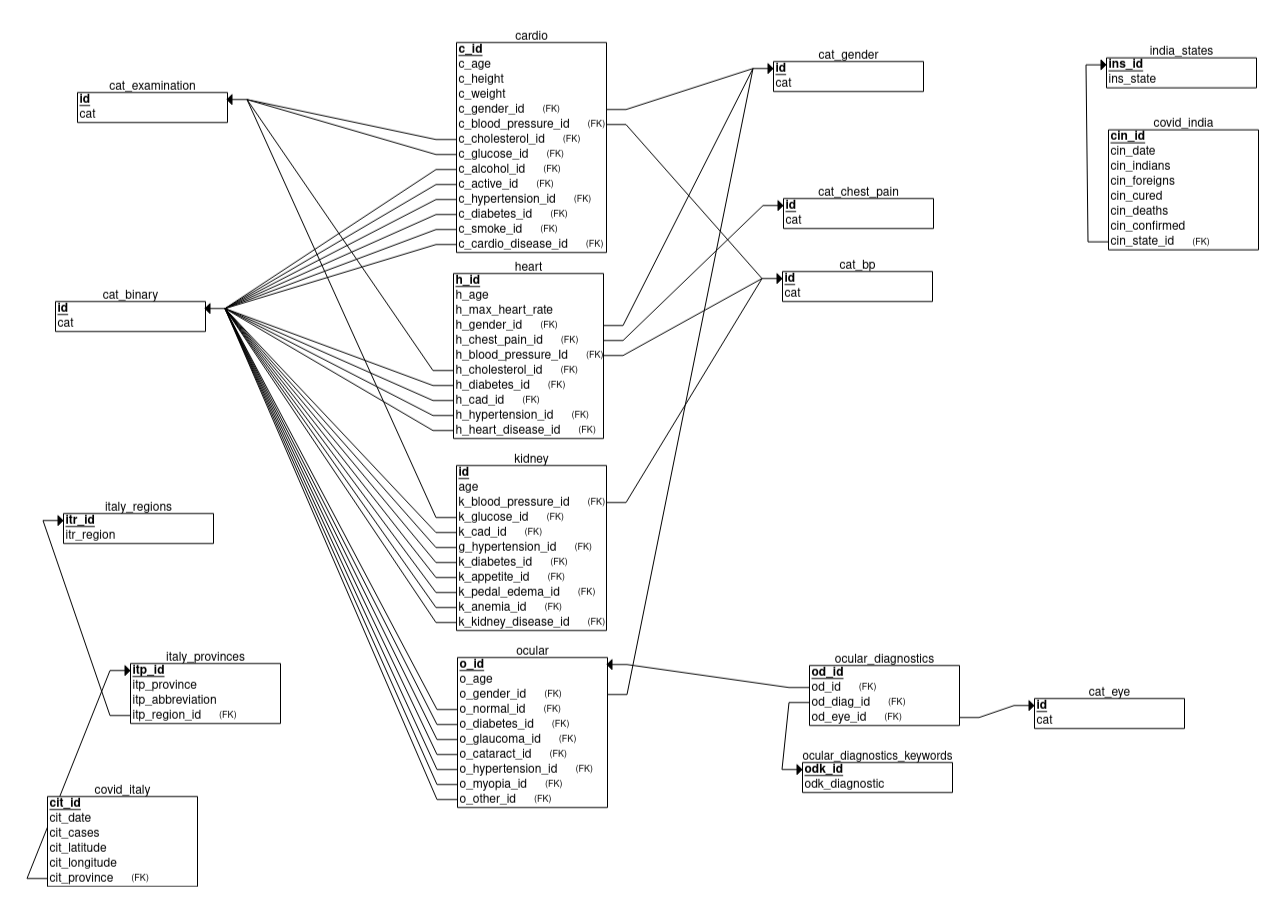 cardio
c_id
c_age
c_height
c_weight
c_gender_id (FK)
c_blood_pressure_id (FK)
c_cholesterol_id (FK)
c_glucose_id (FK)
c_alcohol_id (FK)
c_active_id (FK)
c_hypertension_id (FK)
c_diabetes_id (FK)
c_smoke_id (FK)
c_cardio_disease_id (FK)
cat_gender
id
cat
india_states
ins_id
ins_state
cat_examination
id
cat
covid_india
cin_id
cin_date
cin_indians
cin_foreigns
cin_cured
cin_deaths
cin_confirmed
cin_state_id (FK)
cat_chest_pain
id
cat
cat_bp
id
cat
heart
h_id
h_age
h_max_heart_rate
h_gender_id (FK)
h_chest_pain_id (FK)
h_blood_pressure_Id (FK)
h_cholesterol_id (FK)
h_diabetes_id (FK)
h_cad_id (FK)
h_hypertension_id (FK)
h_heart_disease_id (FK)
cat_binary
id
cat
kidney
id
age
k_blood_pressure_id (FK)
k_glucose_id (FK)
k_cad_id (FK)
g_hypertension_id (FK)
k_diabetes_id (FK)
k_appetite_id (FK)
k_pedal_edema_id (FK)
k_anemia_id (FK)
k_kidney_disease_id (FK)
italy_regions
itr_id
itr_region
italy_provinces
itp_id
itp_province
itp_abbreviation
itp_region_id (FK)
ocular
o_id
o_age
o_gender_id (FK)
o_normal_id (FK)
o_diabetes_id (FK)
o_glaucoma_id (FK)
o_cataract_id (FK)
o_hypertension_id (FK)
o_myopia_id (FK)
o_other_id (FK)
ocular_diagnostics
od_id
od_id (FK)
od_diag_id (FK)
od_eye_id (FK)
cat_eye
id
cat
ocular_diagnostics_keywords
odk_id
odk_diagnostic
covid_italy
cit_id
cit_date
cit_cases
cit_latitude
cit_longitude
cit_province (FK)